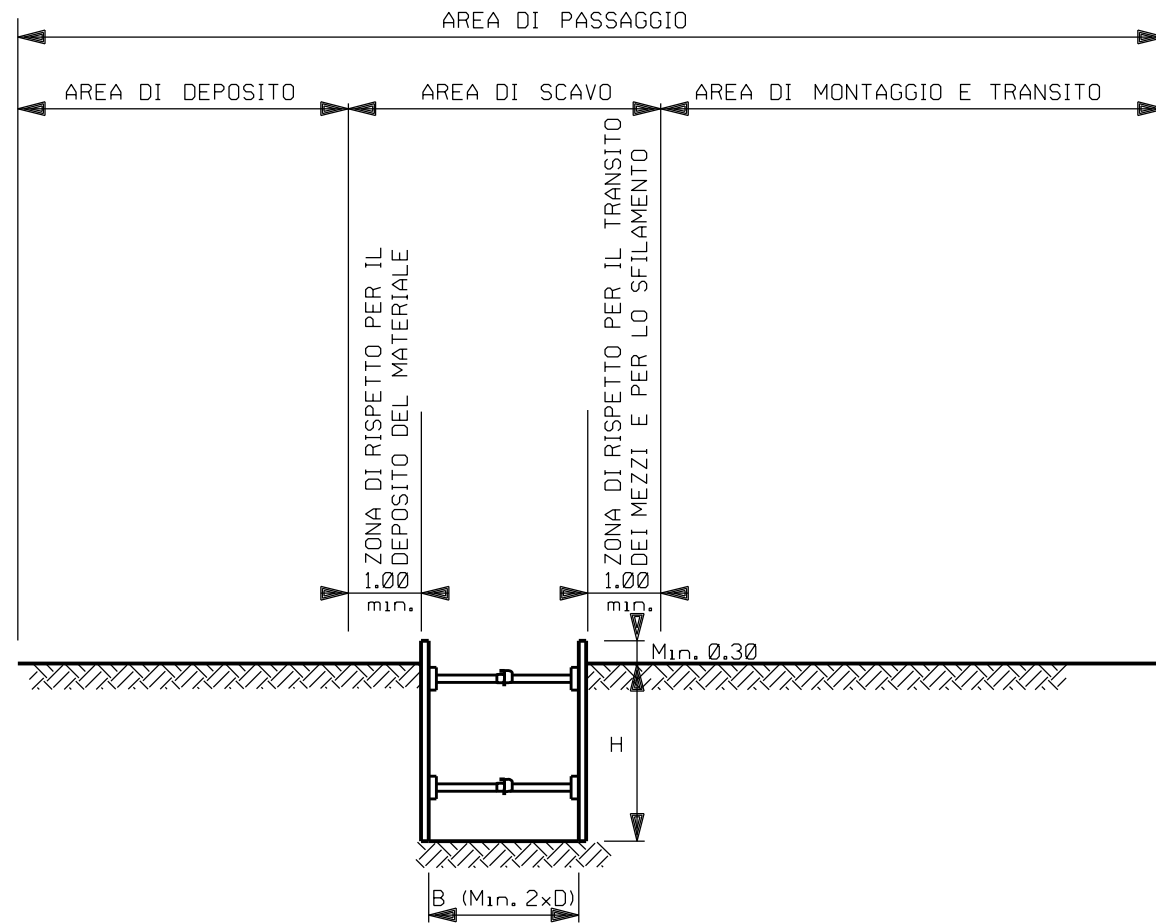 AREA DI PASSAGGIO
AREA DI DEPOSITO
AREA DI SCAVO
AREA DI MONTAGGIO E TRANSITO
ZONA DI RISPETTO PER IL
DEPOSITO DEL MATERIALE
ZONA DI RISPETTO PER IL TRANSITO
DEI MEZZI E PER LO SFILAMENTO
1.00
min.
1.00
min.
Min. 0.30
H
B (Min. 2xD)